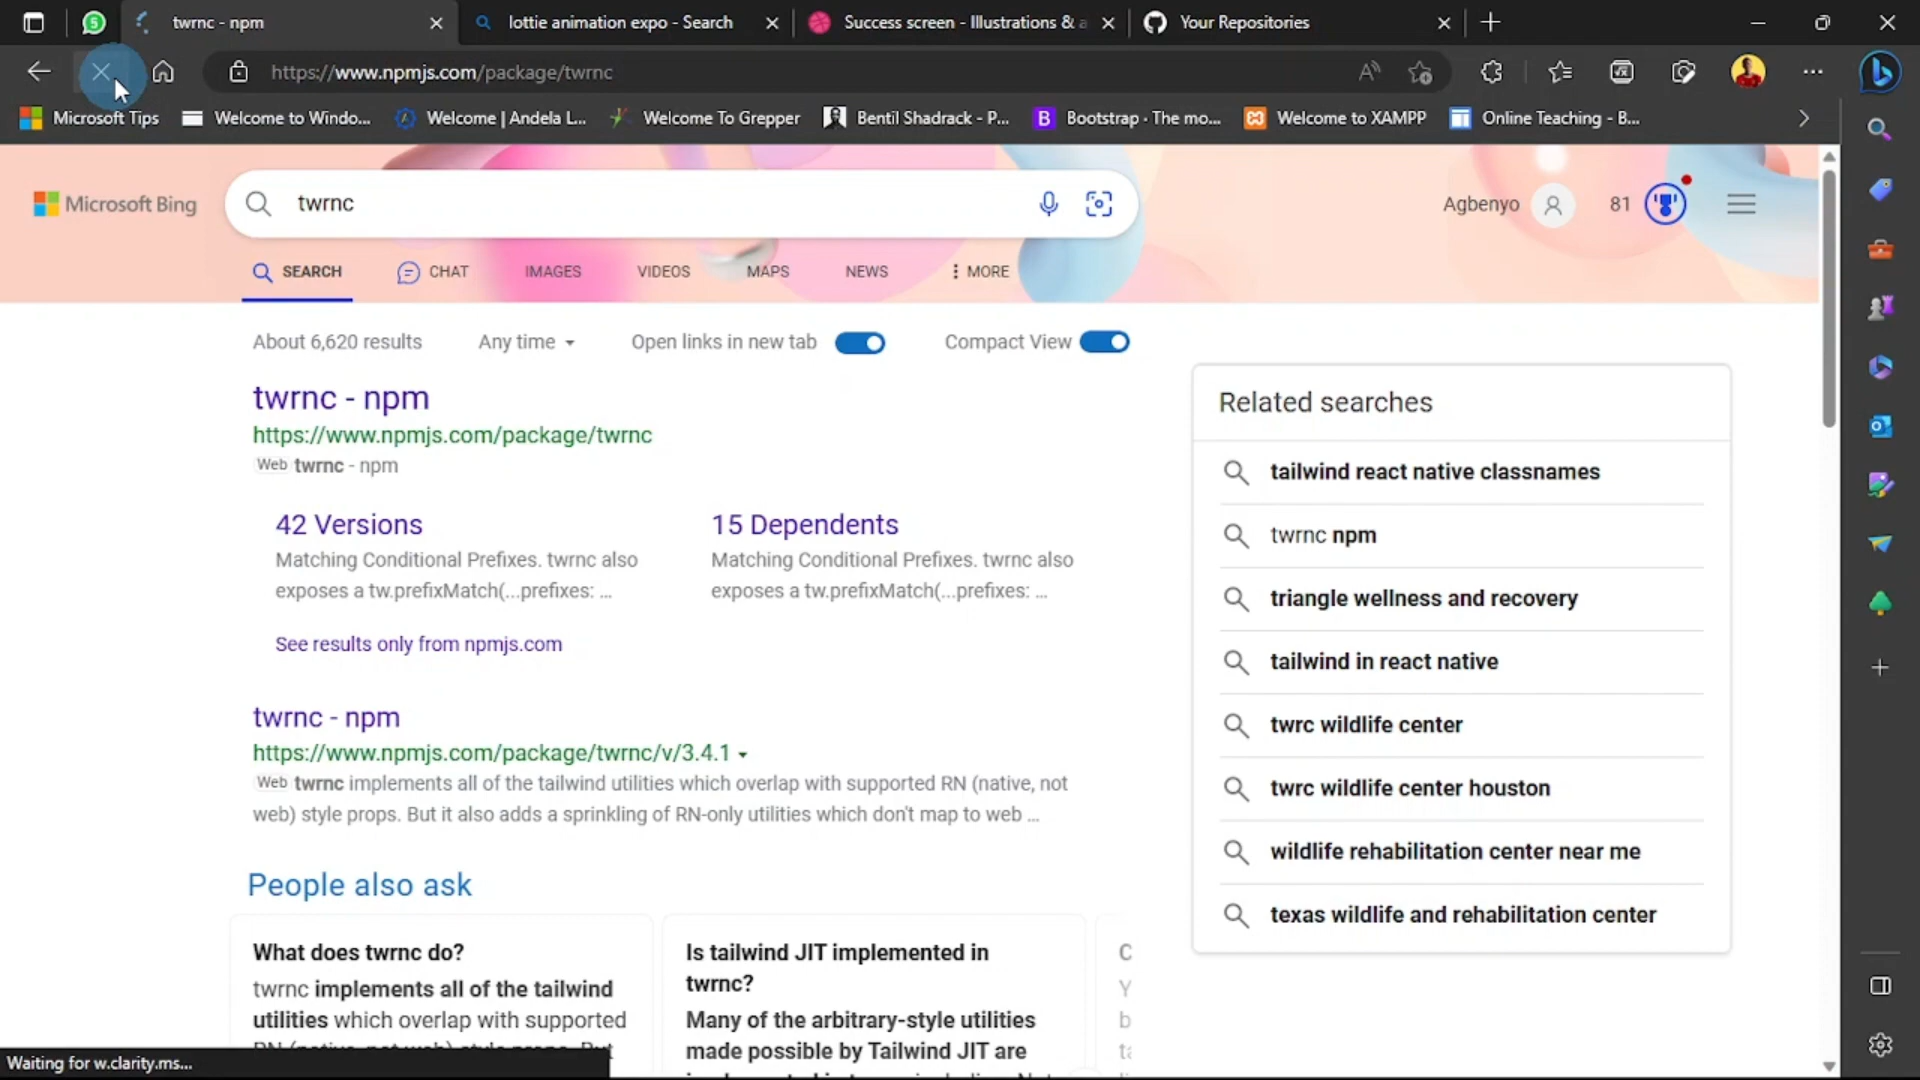 5
twrnc - npm
lottie animation expo - Search
Success screen - Illustrations &
Your Repositories
https://www.npmjs.com/package/twrnc
Microsoft Tips
Welcome to Windo...
Welcome | Andela L...
Welcome To Grepper
Bentil Shadrack - P...
B
Bootstrap · The mo...
Welcome to XAMPP
Online Teaching - B...
Microsoft Bing
twrnc
Agbenyo
81
SEARCH
CHAT
IMAGES
VIDEOS
MAPS
NEWS
MORE
About 6,620 results
Any time
Open links in new tab
Compact View
twrnc - npm
https://www.npmjs.com/package/twrnc
Web twrnc - npm
42 Versions
Matching Conditional Prefixes. twrnc also
exposes a tw.prefixMatch(...prefixes: ...
15 Dependents
Matching Conditional Prefixes. twrnc also
exposes a tw.prefixMatch(...prefixes: ...
See results only from npmjs.com
twrnc - npm
https://www.npmjs.com/package/twrnc/v/3.4.1
Web twrnc implements all of the tailwind utilities which overlap with supported RN (native, not
web) style props. But it also adds a sprinkling of RN-only utilities which don't map to web ...
People also ask
What does twrnc do?
twrnc implements all of the tailwind
utilities which overlap with supported
RN (native, not web) style props. But
Is tailwind JIT implemented in
twrnc?
Many of the arbitrary-style utilities
made possible by Tailwind JIT are
Related searches
tailwind react native classnames
twrnc npm
triangle wellness and recovery
tailwind in react native
twrc wildlife center
twrc wildlife center houston
wildlife rehabilitation center near me
texas wildlife and rehabilitation center
Waiting for w.clarity.ms...